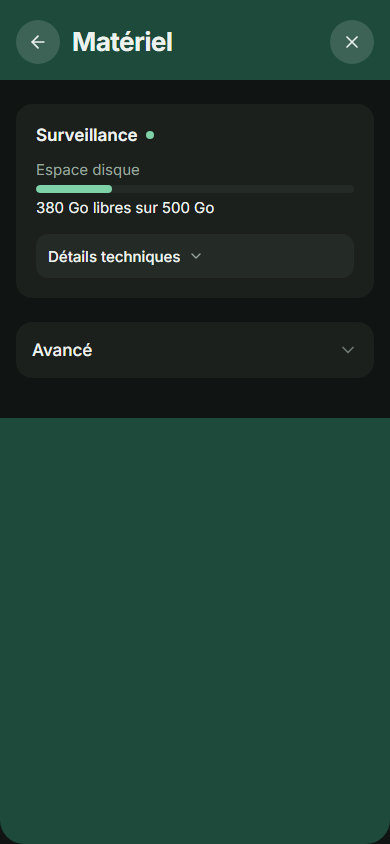 Matériel
Surveillance
Espace disque
380 Go libres sur 500 Go
Détails techniques
Avancé